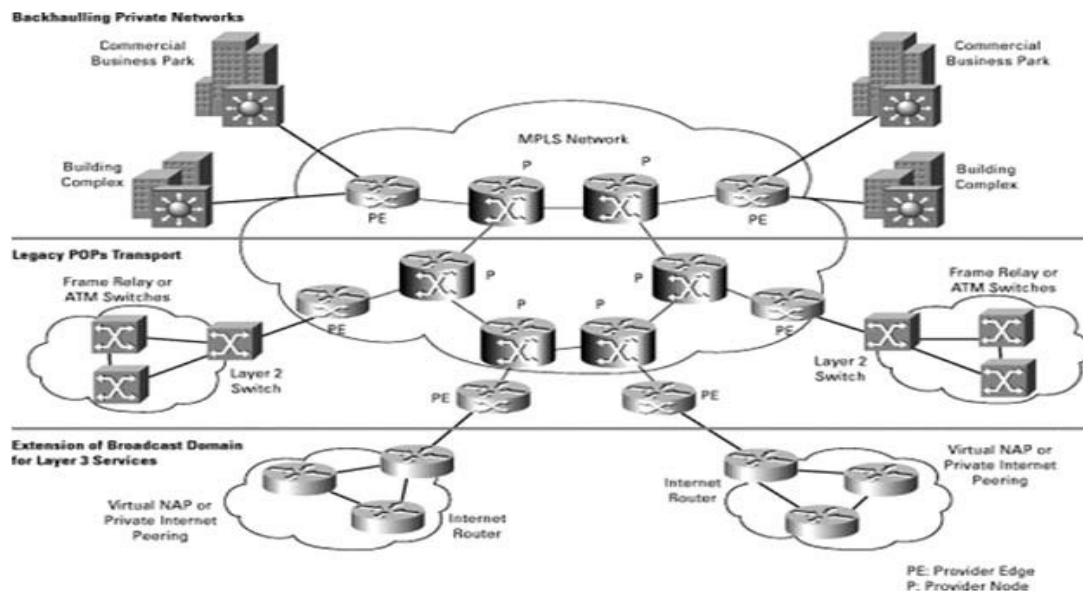 Backhaulling Private Networks
Commercial
Business Park
Commercial
Business Park
MPLS Network
P
P
Building
Complex
Building
Complex
PE
PE
Legacy POPs Transport
Frame Relay or
ATM Switches
Frame Relay or
ATM Switches
P
P
P
P
PE
PE
Layer 2
Switch
Layer 2
Switch
PE
PE
Extension of Broadcast Domain
for Layer 3 Services
Virtual NAP or
Private Internet
Peering
Internet
Router
Internet
Router
Virtual NAP or
Private Internet
Peering
PE: Provider Edge
P: Provider Node